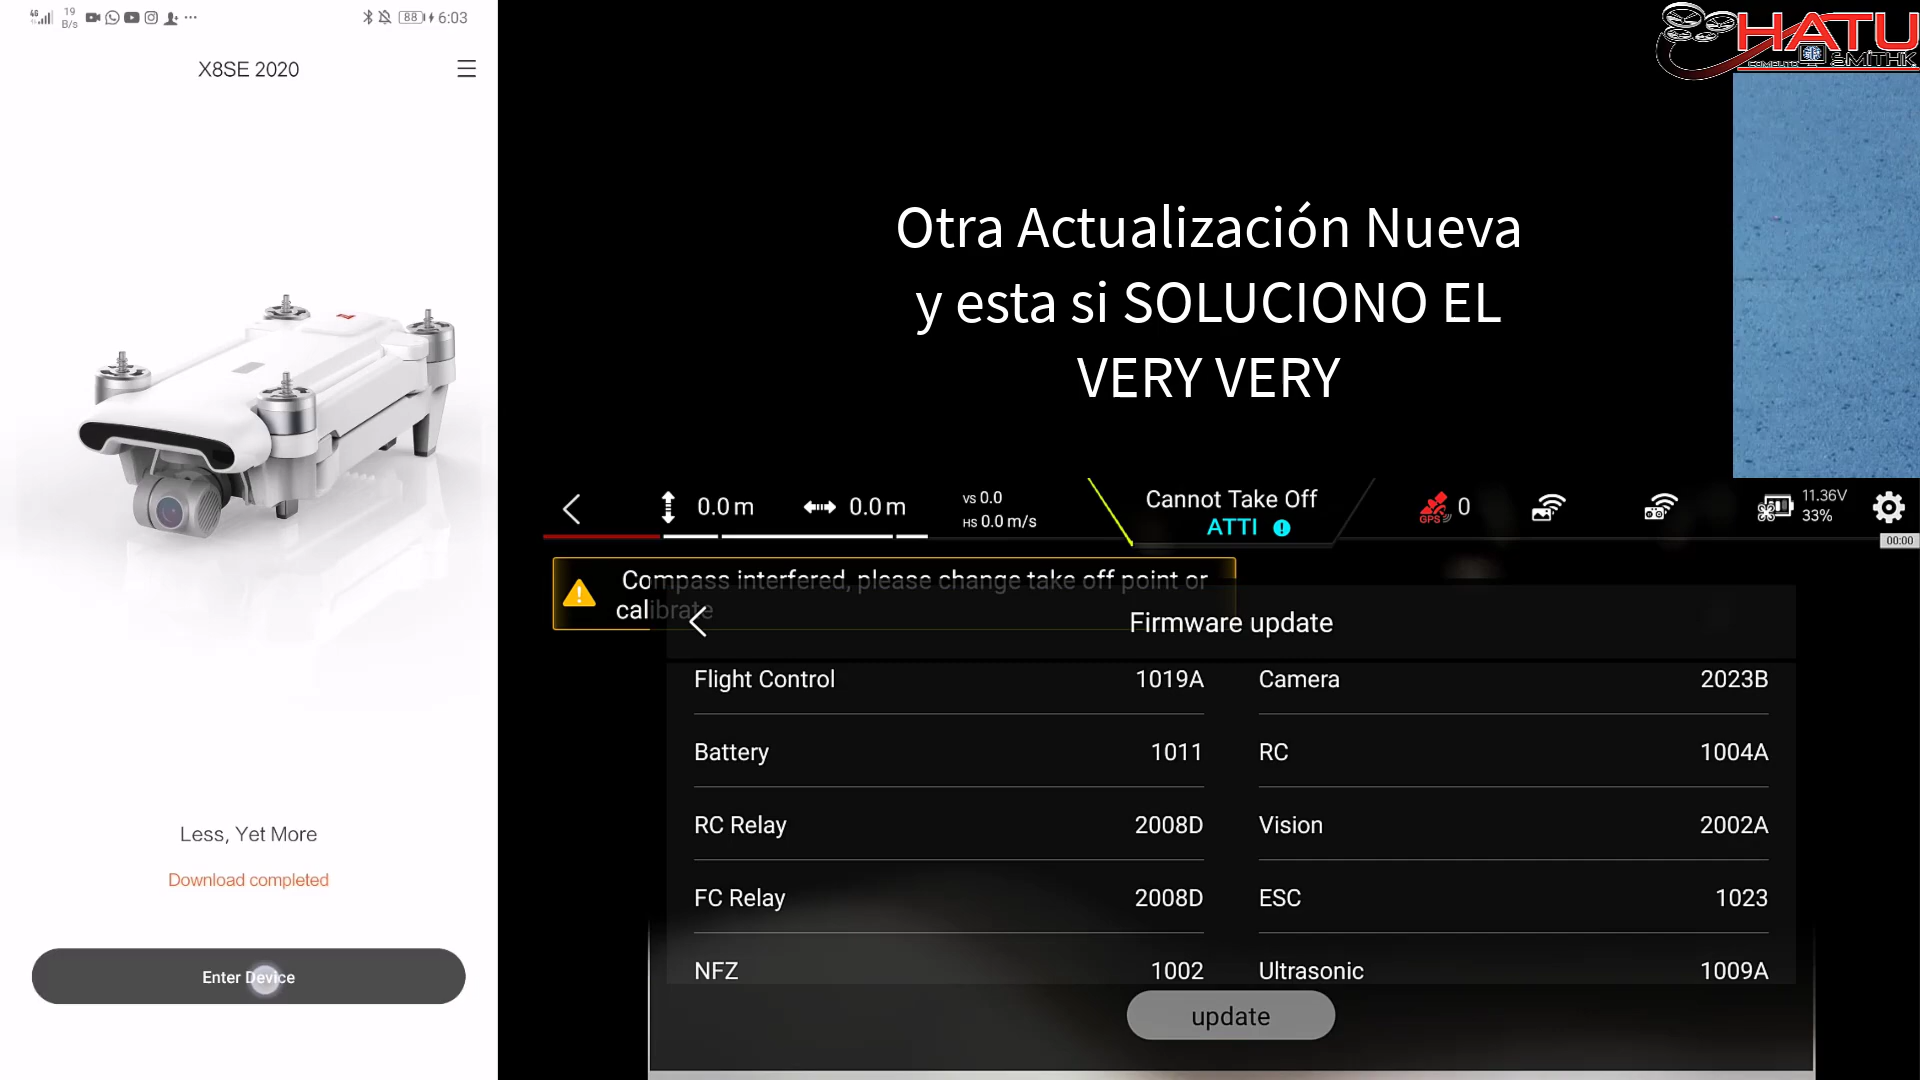 4G
19
B/s
88
6:03
X8SE 2020
Less, Yet More
Download completed
Enter Device
HATU
COMPUTO
SMITHK
Otra Actualización Nueva
y esta si SOLUCIONO EL
VERY VERY
0.0 m
0.0 m
VS 0.0
HS 0.0 m/s
Cannot Take Off
ATTI
GPS
0
11.36V
33%
00:00
Compass interfered, please change take off point or
calibrate
Firmware update
Flight Control 1019A Camera 2023B
Battery 1011 RC 1004A
RC Relay 2008D Vision 2002A
FC Relay 2008D ESC 1023
NFZ 1002 Ultrasonic 1009A
update